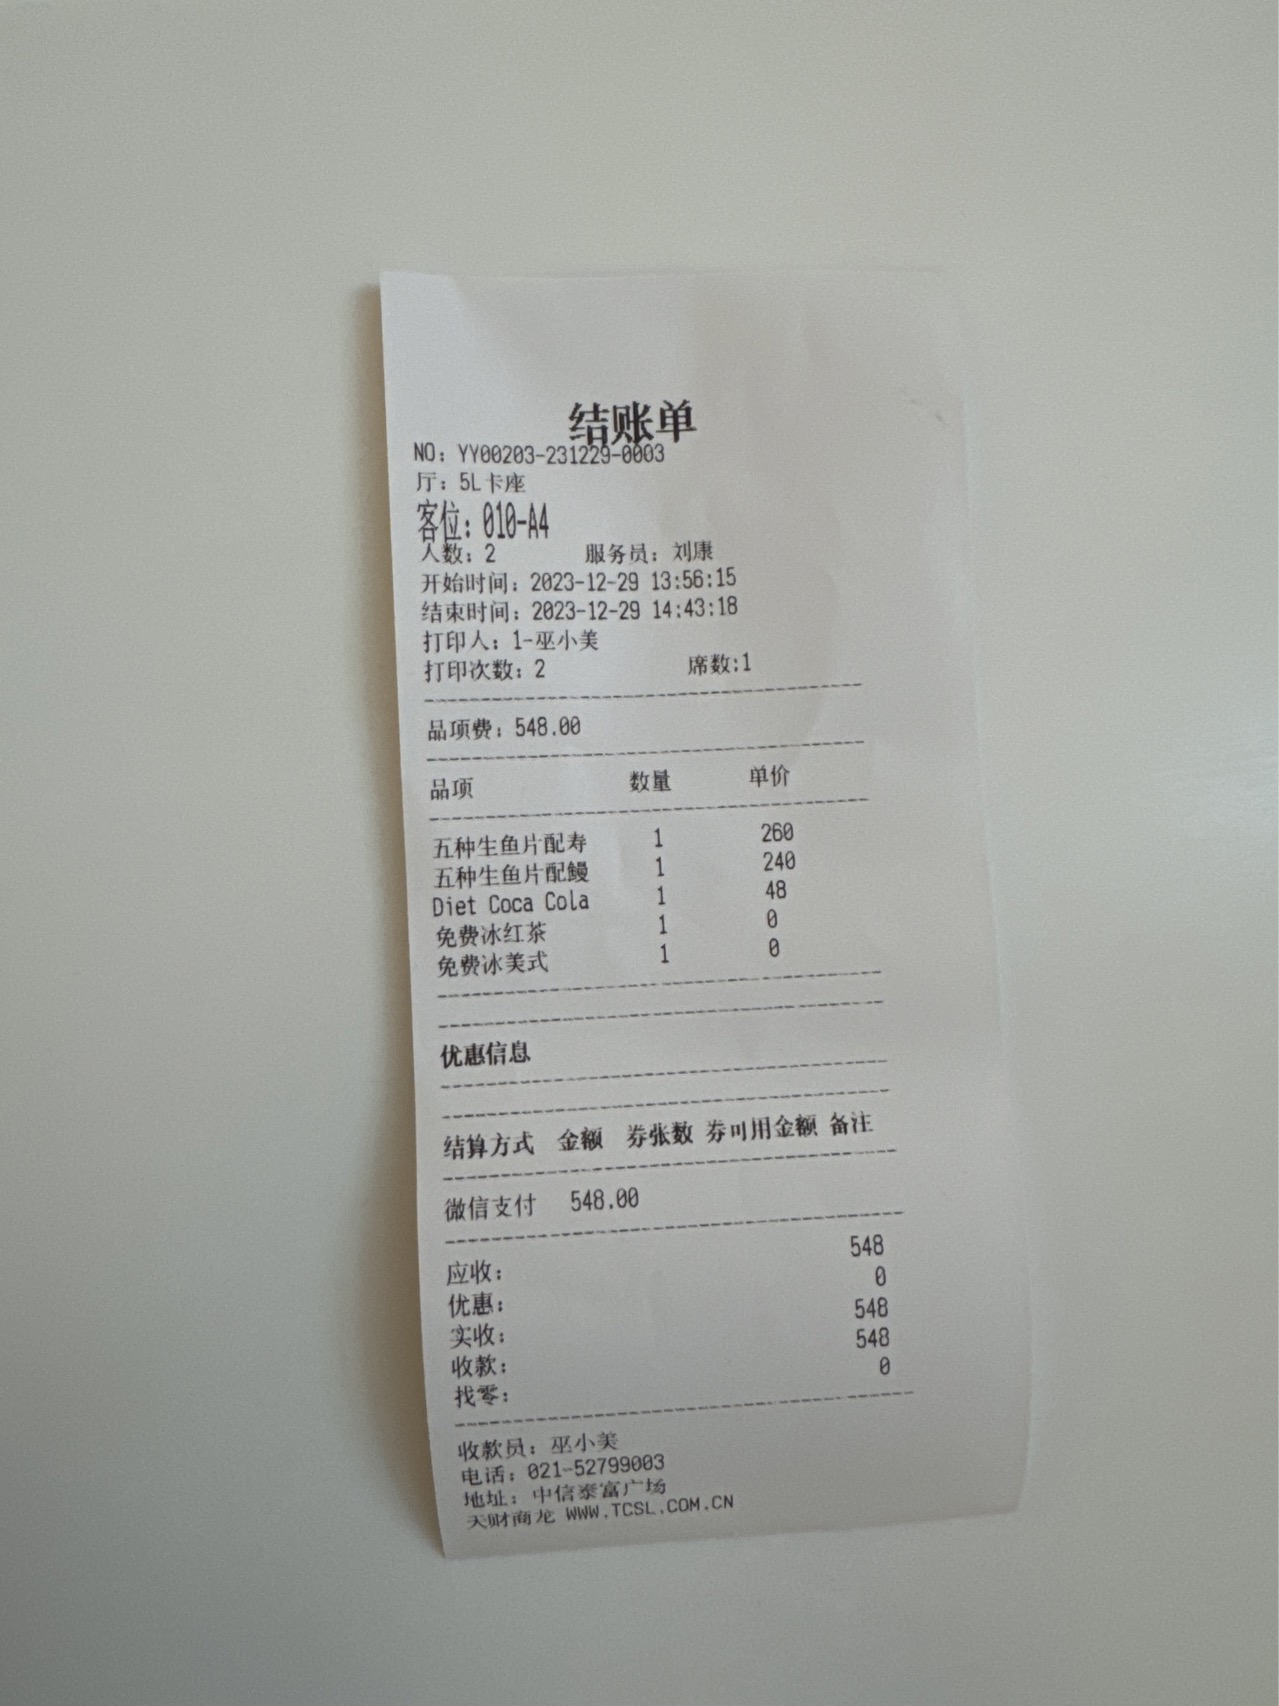 结账单
NO: YY00203-231229-0003
厅: 5L卡座
客位: 010-A4
人数: 2 服务员: 刘康
开始时间: 2023-12-29 13:56:15
结束时间: 2023-12-29 14:43:18
打印人: 1-巫小美
打印次数: 2 席数:1
品项费: 548.00
品项 数量 单价
五种生鱼片配寿 1 260
五种生鱼片配鳗 1 240
Diet Coca Cola 1 48
免费冰红茶 1 0
免费冰美式 1 0
优惠信息
结算方式 金额 券张数 券可用金额 备注
微信支付 548.00
应收: 548
优惠: 0
实收: 548
收款: 548
找零: 0
收款员: 巫小美
电话: 021-52799003
地址: 中信泰富广场
天财商龙 WWW.TCSL.COM.CN